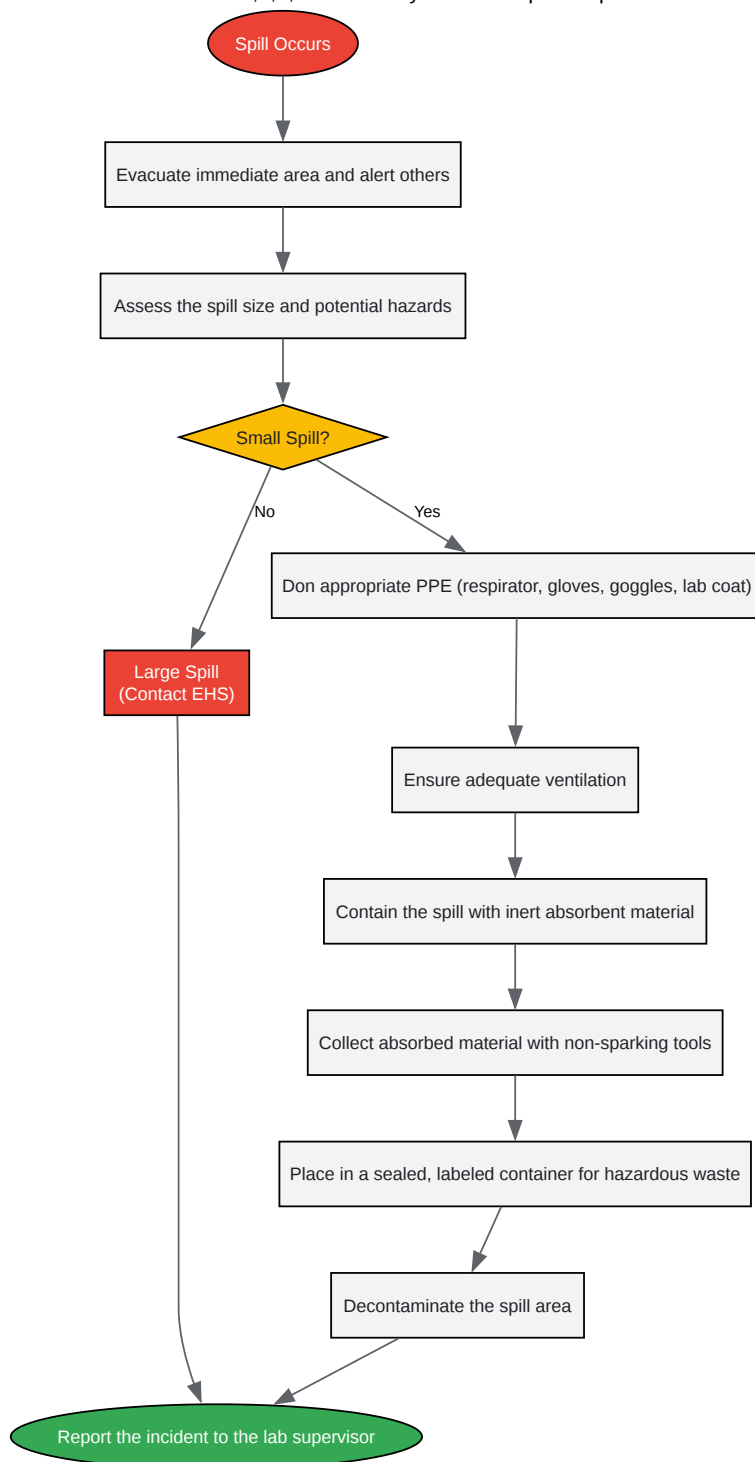 Spill Occurs
Evacuate immediate area and alert others
Assess the spill size and potential hazards
Small Spill?
No
Yes
Don appropriate PPE (respirator, gloves, goggles, lab coat)
Large Spill
(Contact EHS)
Ensure adequate ventilation
Contain the spill with inert absorbent material
Collect absorbed material with non-sparking tools
Place in a sealed, labeled container for hazardous waste
Decontaminate the spill area
Report the incident to the lab supervisor